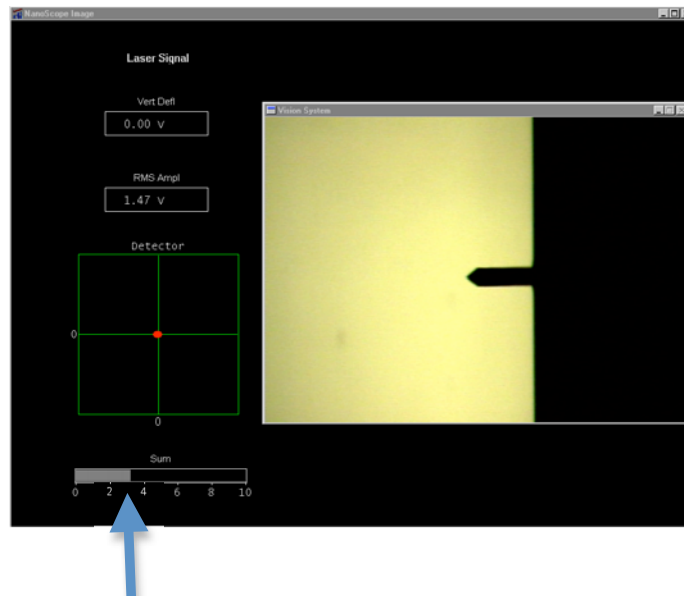 NanoScope Image
Laser Signal
Vert Defl
0.00 V
RMS Ampl
1.47 V
Detector
0
0
Sum
0 2 4 6 8 10
Vision System